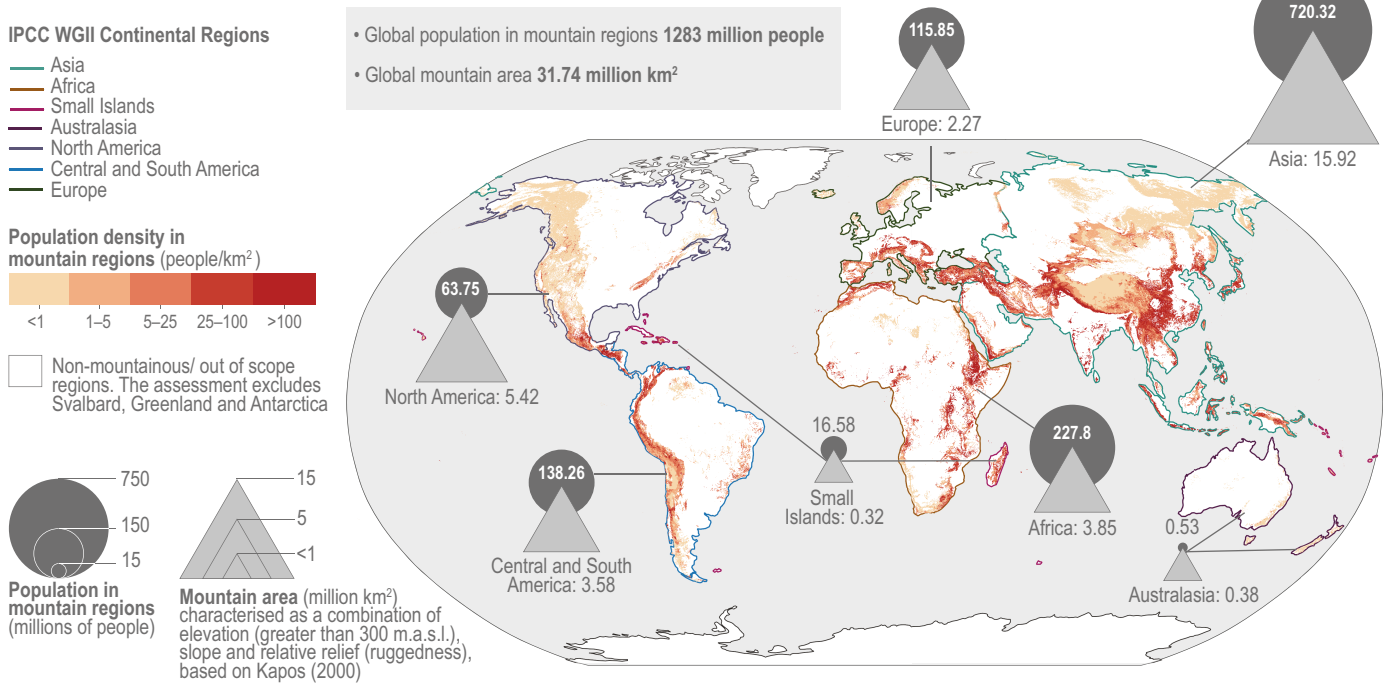 IPCC WGII Continental Regions
Asia
Africa
Small Islands
Australasia
North America
Central and South America
Europe
Population density in
mountain regions (people/km²)
<1
1–5
5–25
25–100
>100
Non-mountainous/ out of scope
regions. The assessment excludes
Svalbard, Greenland and Antarctica
750
150
15
Population in
mountain regions
(millions of people)
15
5
<1
Mountain area (million km²)
characterised as a combination of
elevation (greater than 300 m.a.s.l.),
slope and relative relief (ruggedness),
based on Kapos (2000)
• Global population in mountain regions 1283 million people
• Global mountain area 31.74 million km²
115.85
Europe: 2.27
720.32
Asia: 15.92
63.75
North America: 5.42
138.26
Central and South
America: 3.58
16.58
Small
Islands: 0.32
227.8
Africa: 3.85
0.53
Australasia: 0.38